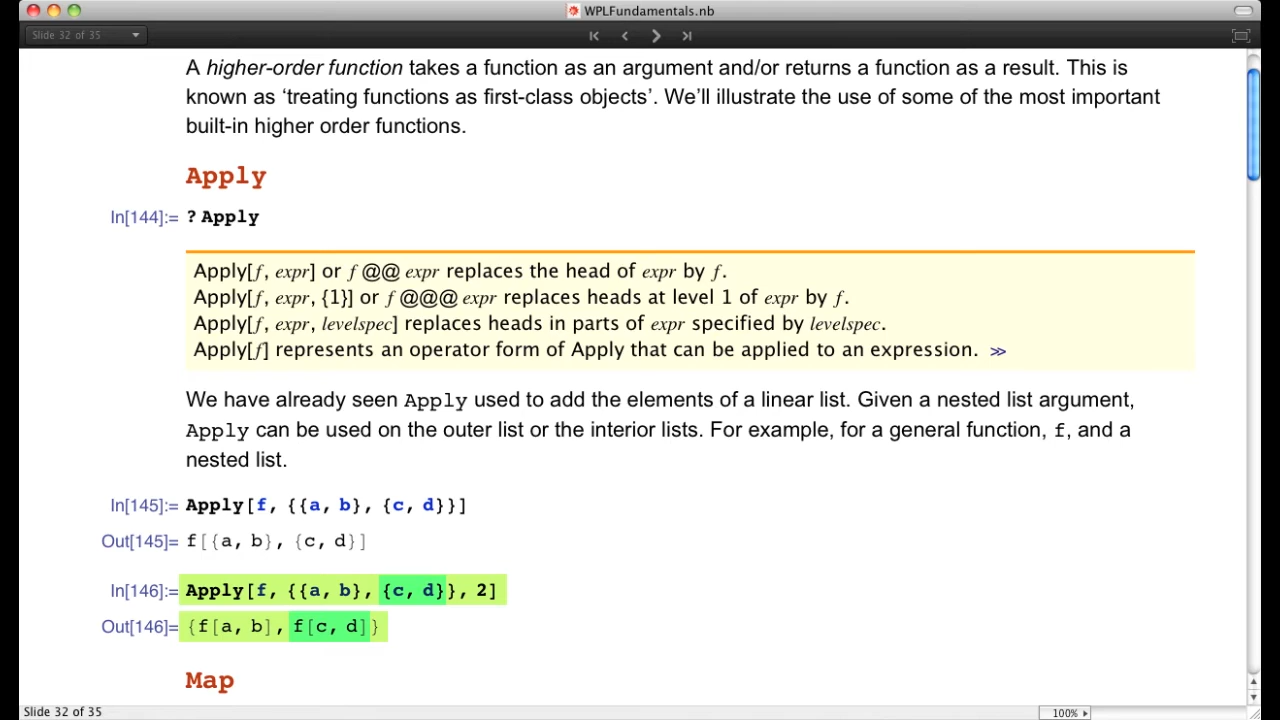 WPLFundamentals.nb
Slide 32 of 35
A higher-order function takes a function as an argument and/or returns a function as a result. This is
known as ‘treating functions as first-class objects’. We’ll illustrate the use of some of the most important
built-in higher order functions.
Apply
In[144]:= ? Apply
Apply[f, expr] or f @@ expr replaces the head of expr by f.
Apply[f, expr, {1}] or f @@@ expr replaces heads at level 1 of expr by f.
Apply[f, expr, levelspec] replaces heads in parts of expr specified by levelspec.
Apply[f] represents an operator form of Apply that can be applied to an expression. ≫
We have already seen Apply used to add the elements of a linear list. Given a nested list argument,
Apply can be used on the outer list or the interior lists. For example, for a general function, f, and a
nested list.
In[145]:= Apply[f, {{a, b}, {c, d}}]
Out[145]= f[{a, b}, {c, d}]
In[146]:= Apply[f, {{a, b}, {c, d}}, 2]
Out[146]= {f[a, b], f[c, d]}
Map
Slide 32 of 35
100%